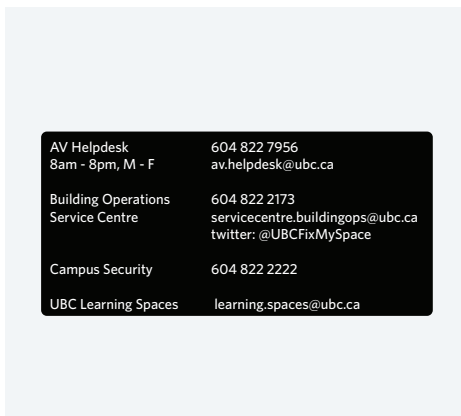 AV Helpdesk 604 822 7956
8am - 8pm, M - F av.helpdesk@ubc.ca
Building Operations 604 822 2173
Service Centre servicecentre.buildingops@ubc.ca
twitter: @UBCFixMySpace
Campus Security 604 822 2222
UBC Learning Spaces learning.spaces@ubc.ca